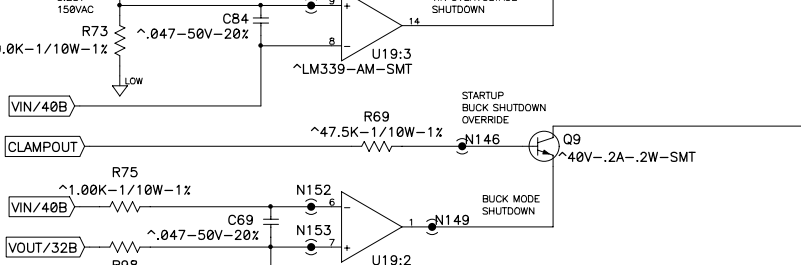 150VAC
C84
9
14
SHUTDOWN
R73
^.047-50V-20%
.0K-1/10W-1%
8
U19:3
^LM339-AM-SMT
LOW
VIN/40B
STARTUP
BUCK SHUTDOWN
OVERRIDE
R69
^47.5K-1/10W-1%
N146
Q9
CLAMPOUT
^40V-.2A-.2W-SMT
R75
^1.00K-1/10W-1%
N152
BUCK MODE
SHUTDOWN
VIN/40B
6
C69
1
N149
^.047-50V-20%
N153
VOUT/32B
7
R98
U19:2